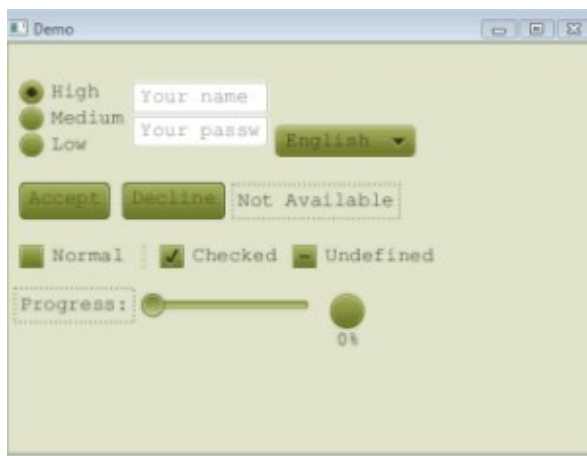 Demo
High
Your name
Medium
Your passw
Low
English
Accept
Decline
Not Available
Normal
Checked
Undefined
Progress:
0%